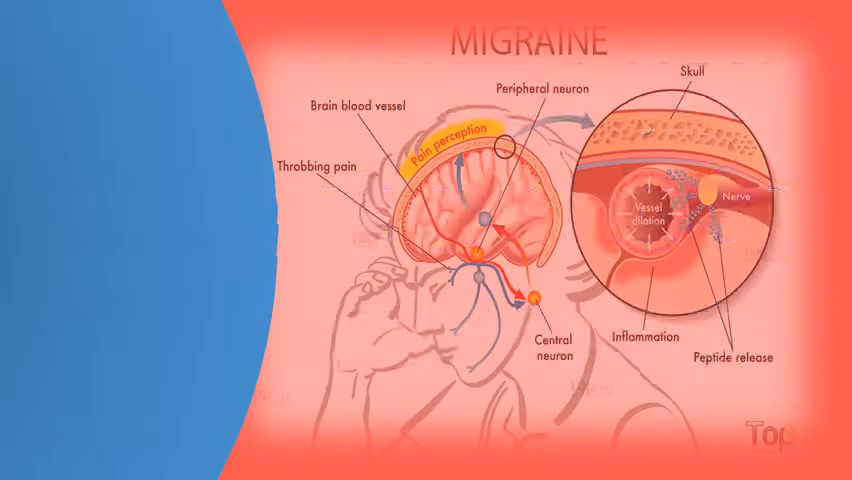 MIGRAINE
Skull
Peripheral neuron
Brain blood vessel
Pain perception
Throbbing pain
Nerve
Vessel
dilation
Inflammation
Central
neuron
Peptide release
Top